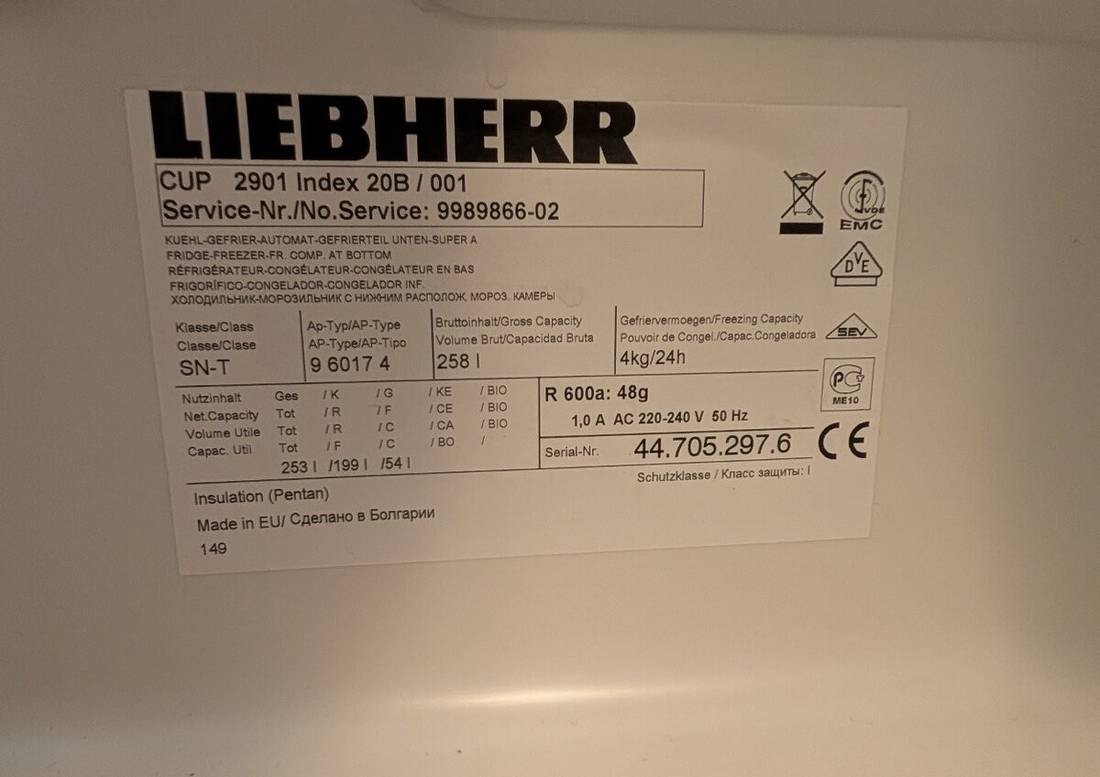 LIEBHERR
CUP 2901 Index 20B / 001
Service-Nr./No.Service: 9989866-02
VDE
EMC
KUEHL-GEFRIER-AUTOMAT-GEFRIERTEIL UNTEN-SUPER A
FRIDGE-FREEZER-FR. COMP. AT BOTTOM
RÉFRIGÉRATEUR-CONGÉLATEUR-CONGÉLATEUR EN BAS
FRIGORÍFICO-CONGELADOR-CONGELADOR INF.
ХОЛОДИЛЬНИК-МОРОЗИЛЬНИК С НИЖНИМ РАСПОЛОЖ. МОРОЗ. КАМЕРЫ
DVE
Klasse/Class
Classe/Clase
SN-T
Ap-Typ/AP-Type
AP-Type/AP-Tipo
9 6017 4
Bruttoinhalt/Gross Capacity
Volume Brut/Capacidad Bruta
258 l
Gefriervermoegen/Freezing Capacity
Pouvoir de Congel./Capac.Congeladora
4kg/24h
SEV
PC
ME10
Nutzinhalt Ges / K / G / KE / BIO
Net.Capacity Tot / R / F / CE / BIO
Volume Utile Tot / R / C / CA / BIO
Capac. Util Tot / F / C / BO /
253 l /199 l /54 l
R 600a: 48g
1,0 A AC 220-240 V 50 Hz
Serial-Nr. 44.705.297.6
CE
Schutzklasse / Класс защиты: I
Insulation (Pentan)
Made in EU/ Сделано в Болгарии
149